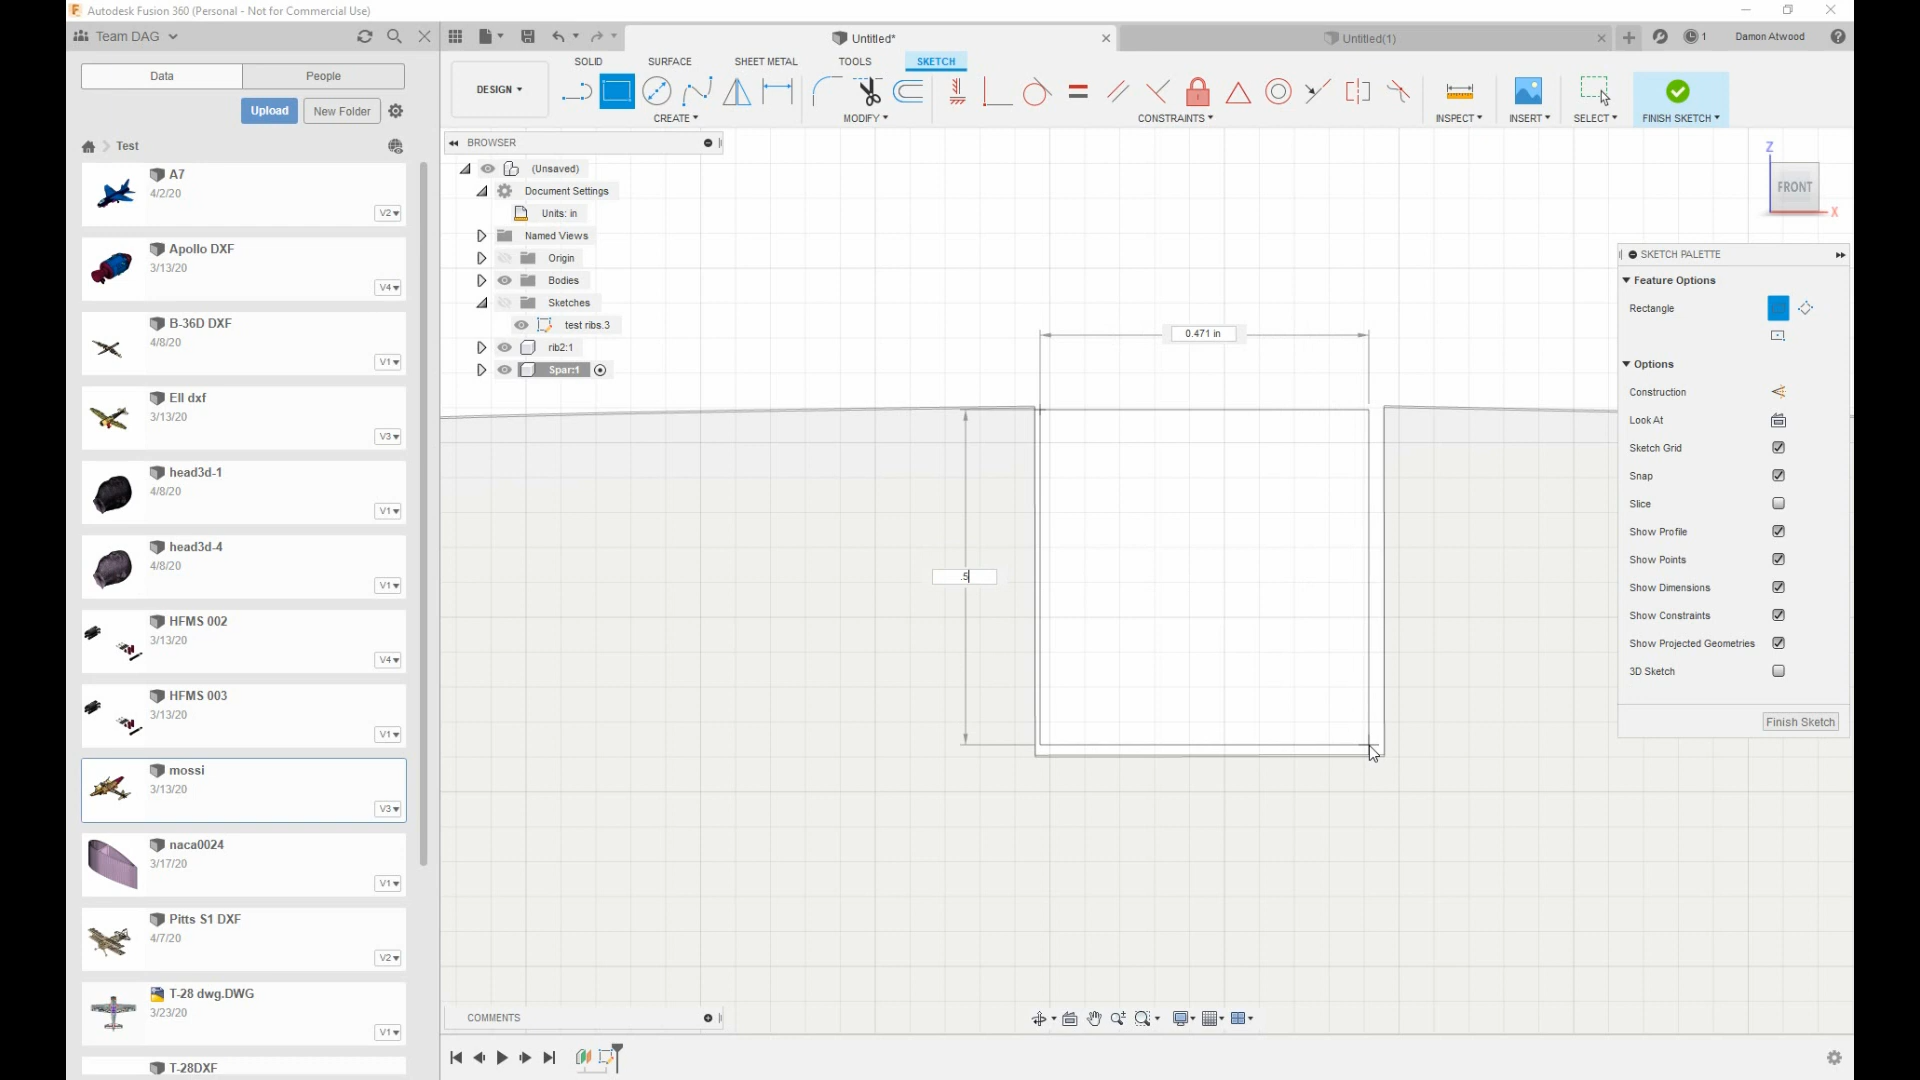 Autodesk Fusion 360 (Personal - Not for Commercial Use)
Team DAG
Data
People
Upload
New Folder
Test
A7
4/2/20
V2
Apollo DXF
3/13/20
V4
B-36D DXF
4/8/20
V1
Ell dxf
3/13/20
V3
head3d-1
4/8/20
V1
head3d-4
4/8/20
V1
HFMS 002
3/13/20
V4
HFMS 003
3/13/20
V1
mossi
3/13/20
V3
naca0024
3/17/20
V1
Pitts S1 DXF
4/7/20
V2
T-28 dwg.DWG
3/23/20
V1
T-28DXF
Untitled*
Untitled(1)
1
Damon Atwood
DESIGN
SOLID
SURFACE
SHEET METAL
TOOLS
SKETCH
CREATE
MODIFY
CONSTRAINTS
INSPECT
INSERT
SELECT
FINISH SKETCH
BROWSER
(Unsaved)
Document Settings
Units: in
Named Views
Origin
Bodies
Sketches
test ribs.3
rib2:1
Spar:1
0.471 in
.5
Z
FRONT
X
SKETCH PALETTE
Feature Options
Rectangle
Options
Construction
Look At
Sketch Grid
Snap
Slice
Show Profile
Show Points
Show Dimensions
Show Constraints
Show Projected Geometries
3D Sketch
Finish Sketch
COMMENTS